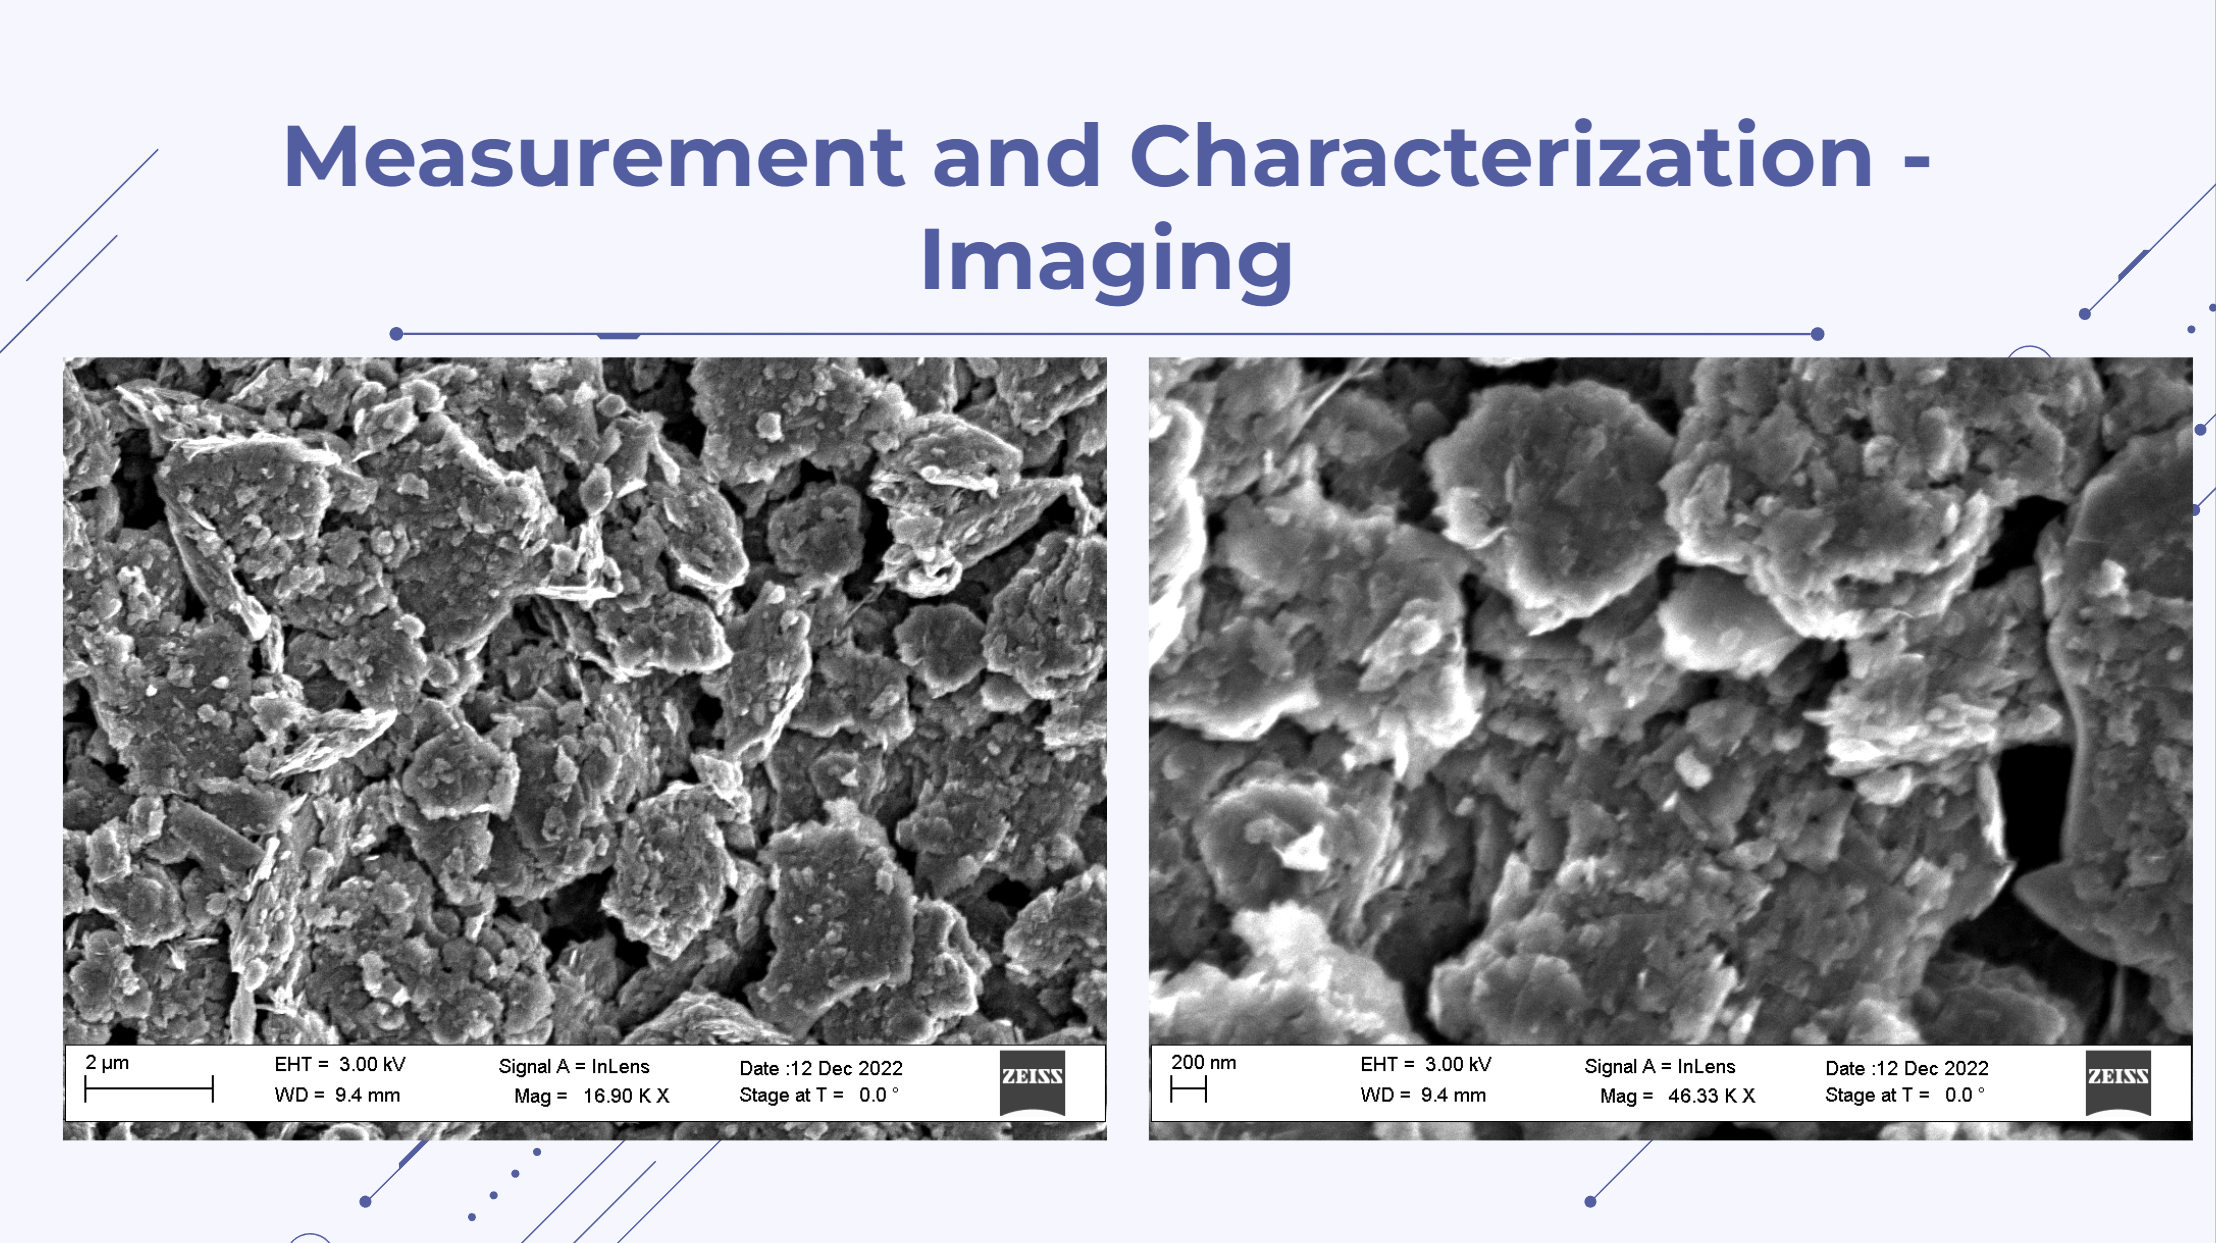 Measurement and Characterization -
Imaging
2 µm
EHT = 3.00 kV
Signal A = InLens
Date :12 Dec 2022
WD = 9.4 mm
Mag = 16.90 K X
Stage at T = 0.0 °
ZEISS
200 nm
EHT = 3.00 kV
Signal A = InLens
Date :12 Dec 2022
WD = 9.4 mm
Mag = 46.33 K X
Stage at T = 0.0 °
ZEISS